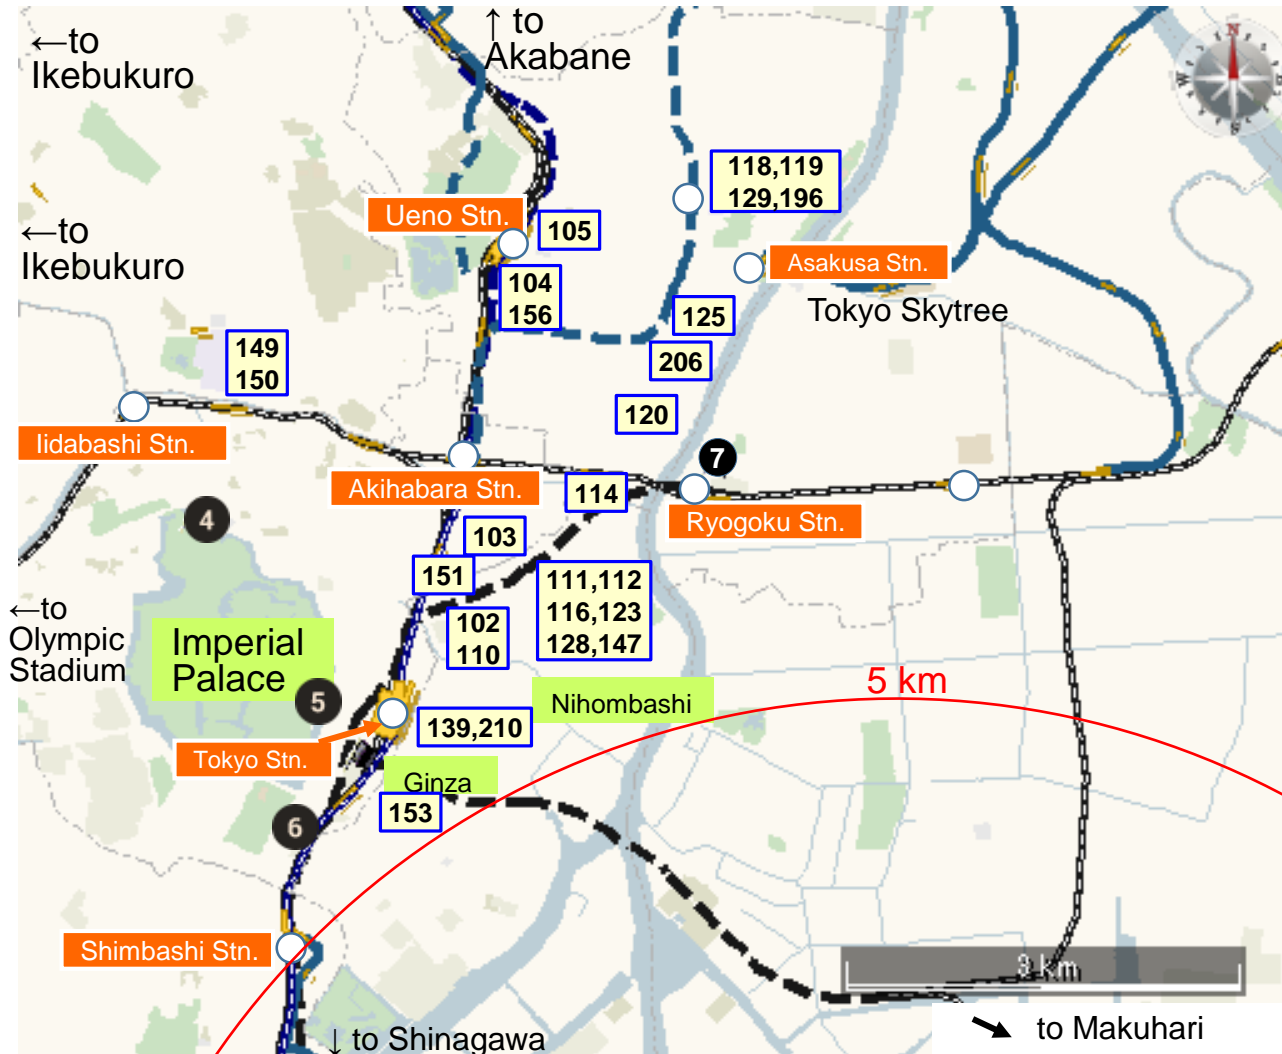 ←to
Ikebukuro
↑ to
Akabane
N
E
S
W
118,119
129,196
Ueno Stn.
105
←to
Ikebukuro
Asakusa Stn.
104
156
125
Tokyo Skytree
149
150
206
120
Iidabashi Stn.
7
Akihabara Stn.
114
Ryogoku Stn.
4
103
151
111,112
116,123
128,147
←to
Olympic
Stadium
102
110
Imperial
Palace
5 km
5
Nihombashi
139,210
Tokyo Stn.
Ginza
153
6
Shimbashi Stn.
3 km
↓ to Shinagawa
to Makuhari